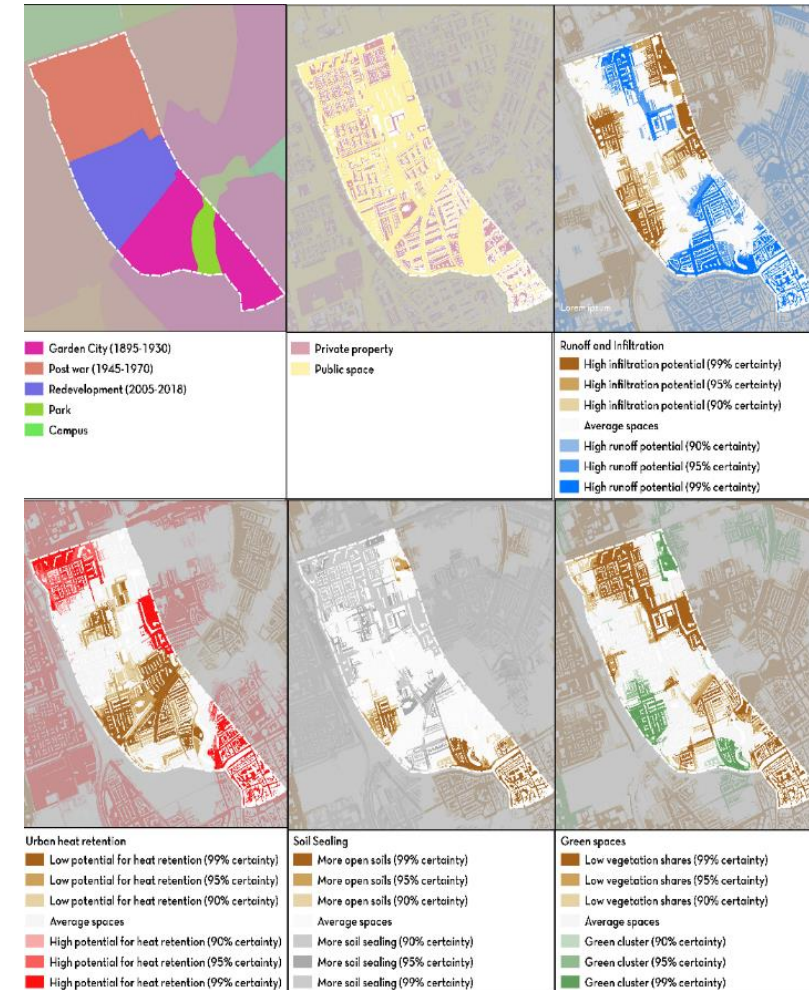 Lorem ipsum
Garden City (1895-1930)
Post war (1945-1970)
Redevelopment (2005-2018)
Park
Campus
Private property
Public space
Runoff and Infiltration
High infiltration potential (99% certainty)
High infiltration potential (95% certainty)
High infiltration potential (90% certainty)
Average spaces
High runoff potential (90% certainty)
High runoff potential (95% certainty)
High runoff potential (99% certainty)
Urban heat retention
Low potential for heat retention (99% certainty)
Low potential for heat retention (95% certainty)
Low potential for heat retention (90% certainty)
Average spaces
High potential for heat retention (90% certainty)
High potential for heat retention (95% certainty)
High potential for heat retention (99% certainty)
Soil Sealing
More open soils (99% certainty)
More open soils (95% certainty)
More open soils (90% certainty)
Average spaces
More soil sealing (90% certainty)
More soil sealing (95% certainty)
More soil sealing (99% certainty)
Green spaces
Low vegetation shares (99% certainty)
Low vegetation shares (95% certainty)
Low vegetation shares (90% certainty)
Average spaces
Green cluster (90% certainty)
Green cluster (95% certainty)
Green cluster (99% certainty)